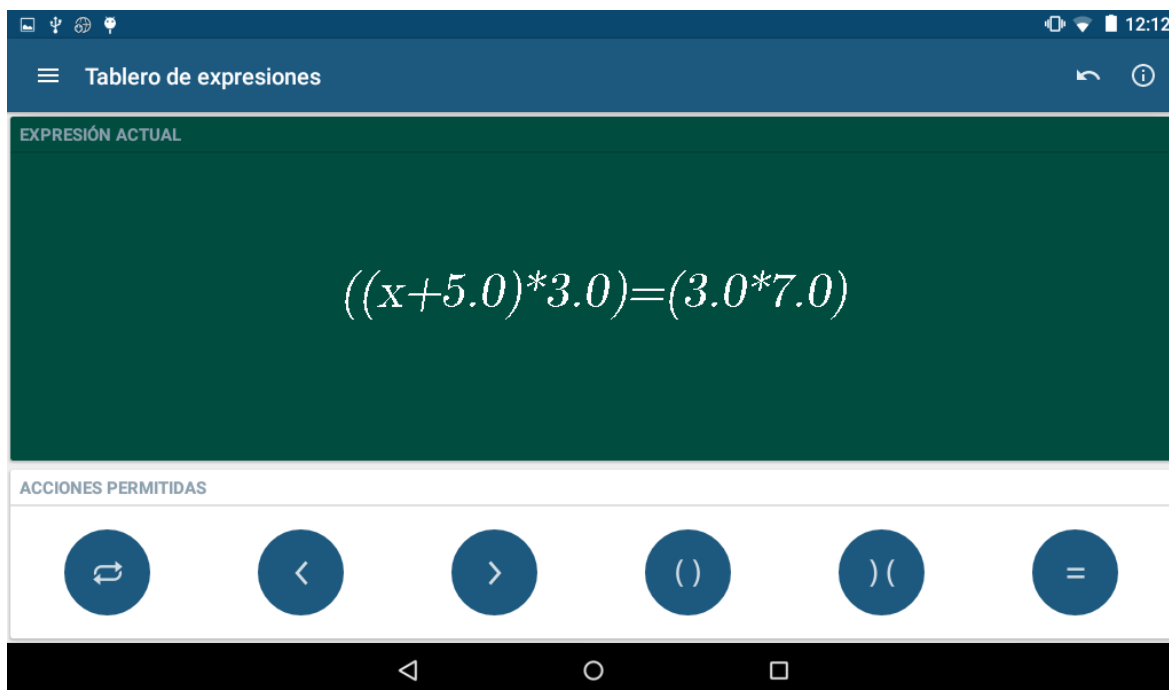 12:12
Tablero de expresiones
EXPRESIÓN ACTUAL
((x+5.0)*3.0)=(3.0*7.0)
ACCIONES PERMITIDAS
< > () )( =